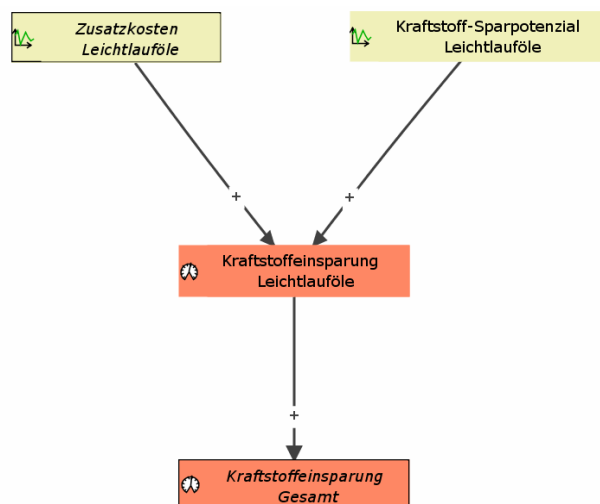 Zusatzkosten
Leichtlauföle
Kraftstoff-Sparpotenzial
Leichtlauföle
+
+
Kraftstoffeinsparung
Leichtlauföle
+
Kraftstoffeinsparung
Gesamt